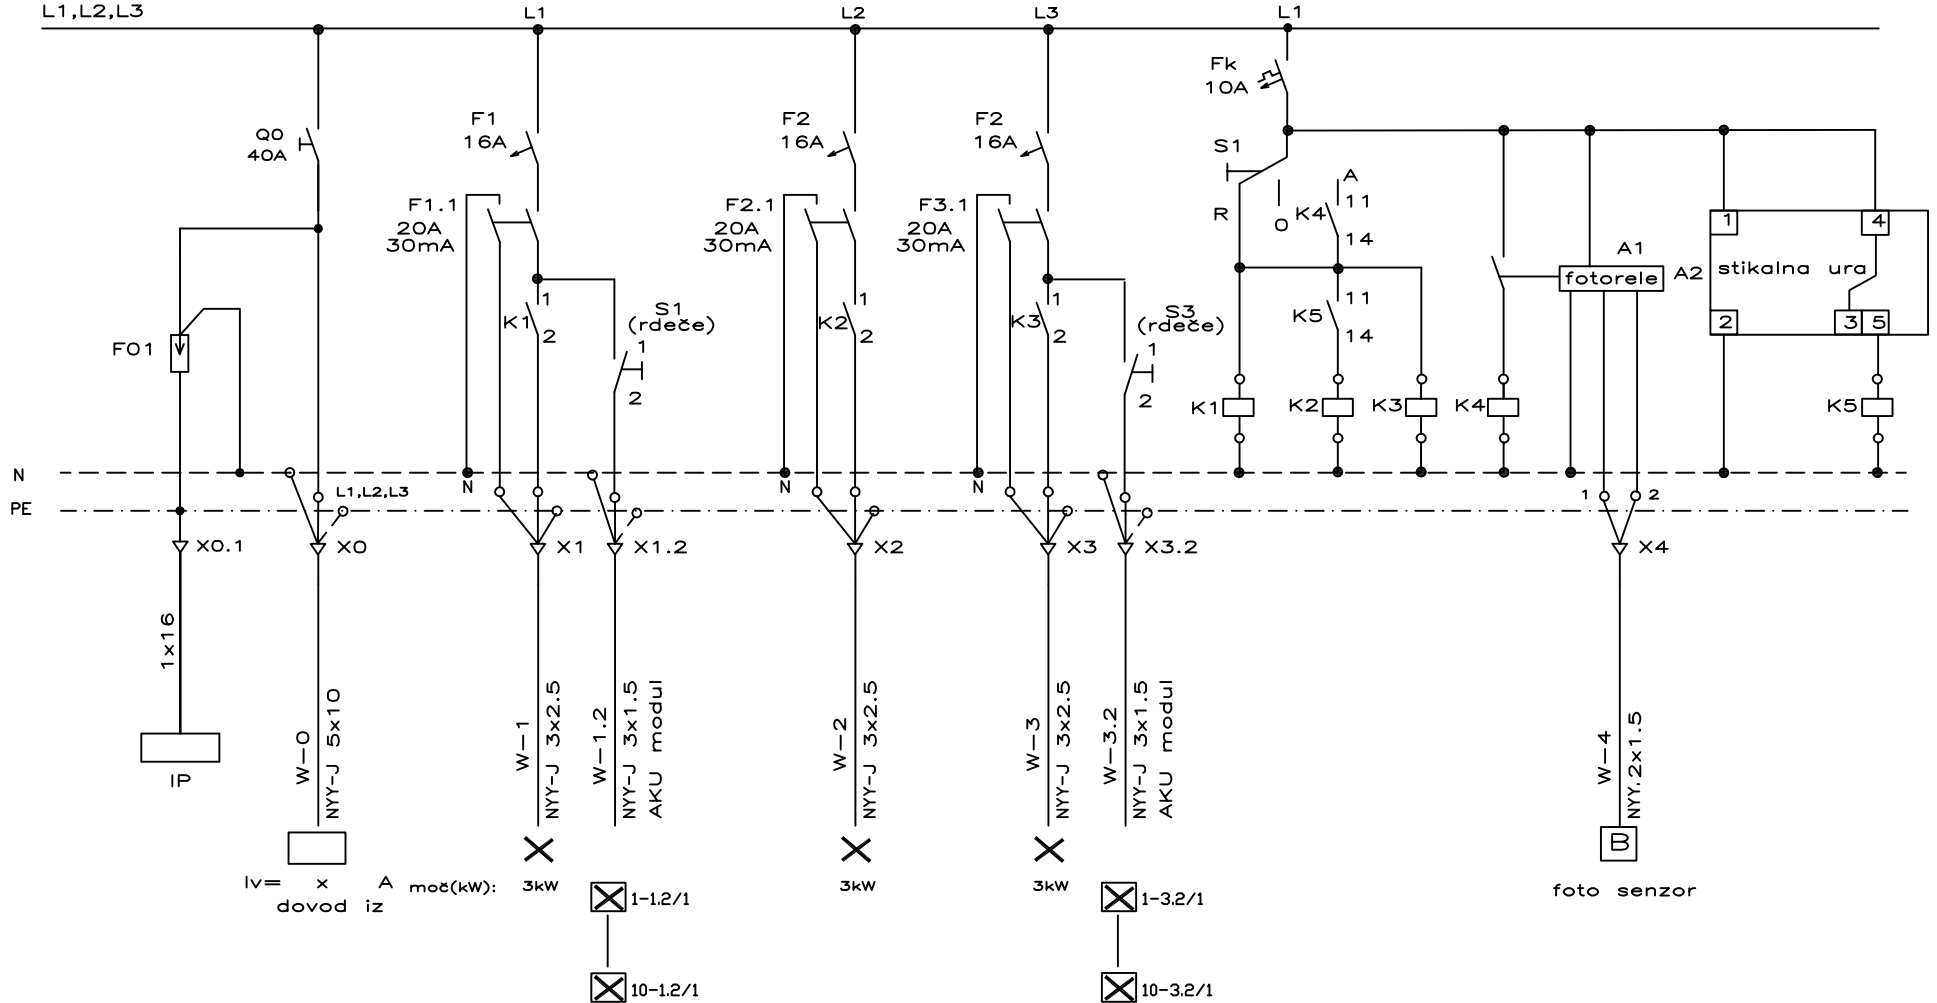 L1,L2,L3
L1
L2
L3
L1
Fk
10A
Q0
40A
F1
16A
F2
16A
F2
16A
S1
R
0
A
K4
11
14
F1.1
20A
30mA
F2.1
20A
30mA
F3.1
20A
30mA
A1
fotorele
A2
1
4
stikalna ura
2
3
5
K1
1
2
S1
(rdeče)
1
2
K2
1
2
K3
1
2
S3
(rdeče)
1
2
K5
11
14
F01
K1
K2
K3
K4
K5
N
N
N
N
PE
L1,L2,L3
1
2
X0.1
X0
X1
X1.2
X2
X3
X3.2
X4
1x16
W-0
NYY-J 5x10
W-1
NYY-J 3x2.5
W-1.2
NYY-J 3x1.5
AKU modul
W-2
NYY-J 3x2.5
W-3
NYY-J 3x2.5
W-3.2
NYY-J 3x1.5
AKU modul
W-4
NYY.2x1.5
IP
B
Iv= x A
dovod iz
moč(kW):
3kW
3kW
3kW
foto senzor
1-1.2/1
1-3.2/1
10-1.2/1
10-3.2/1